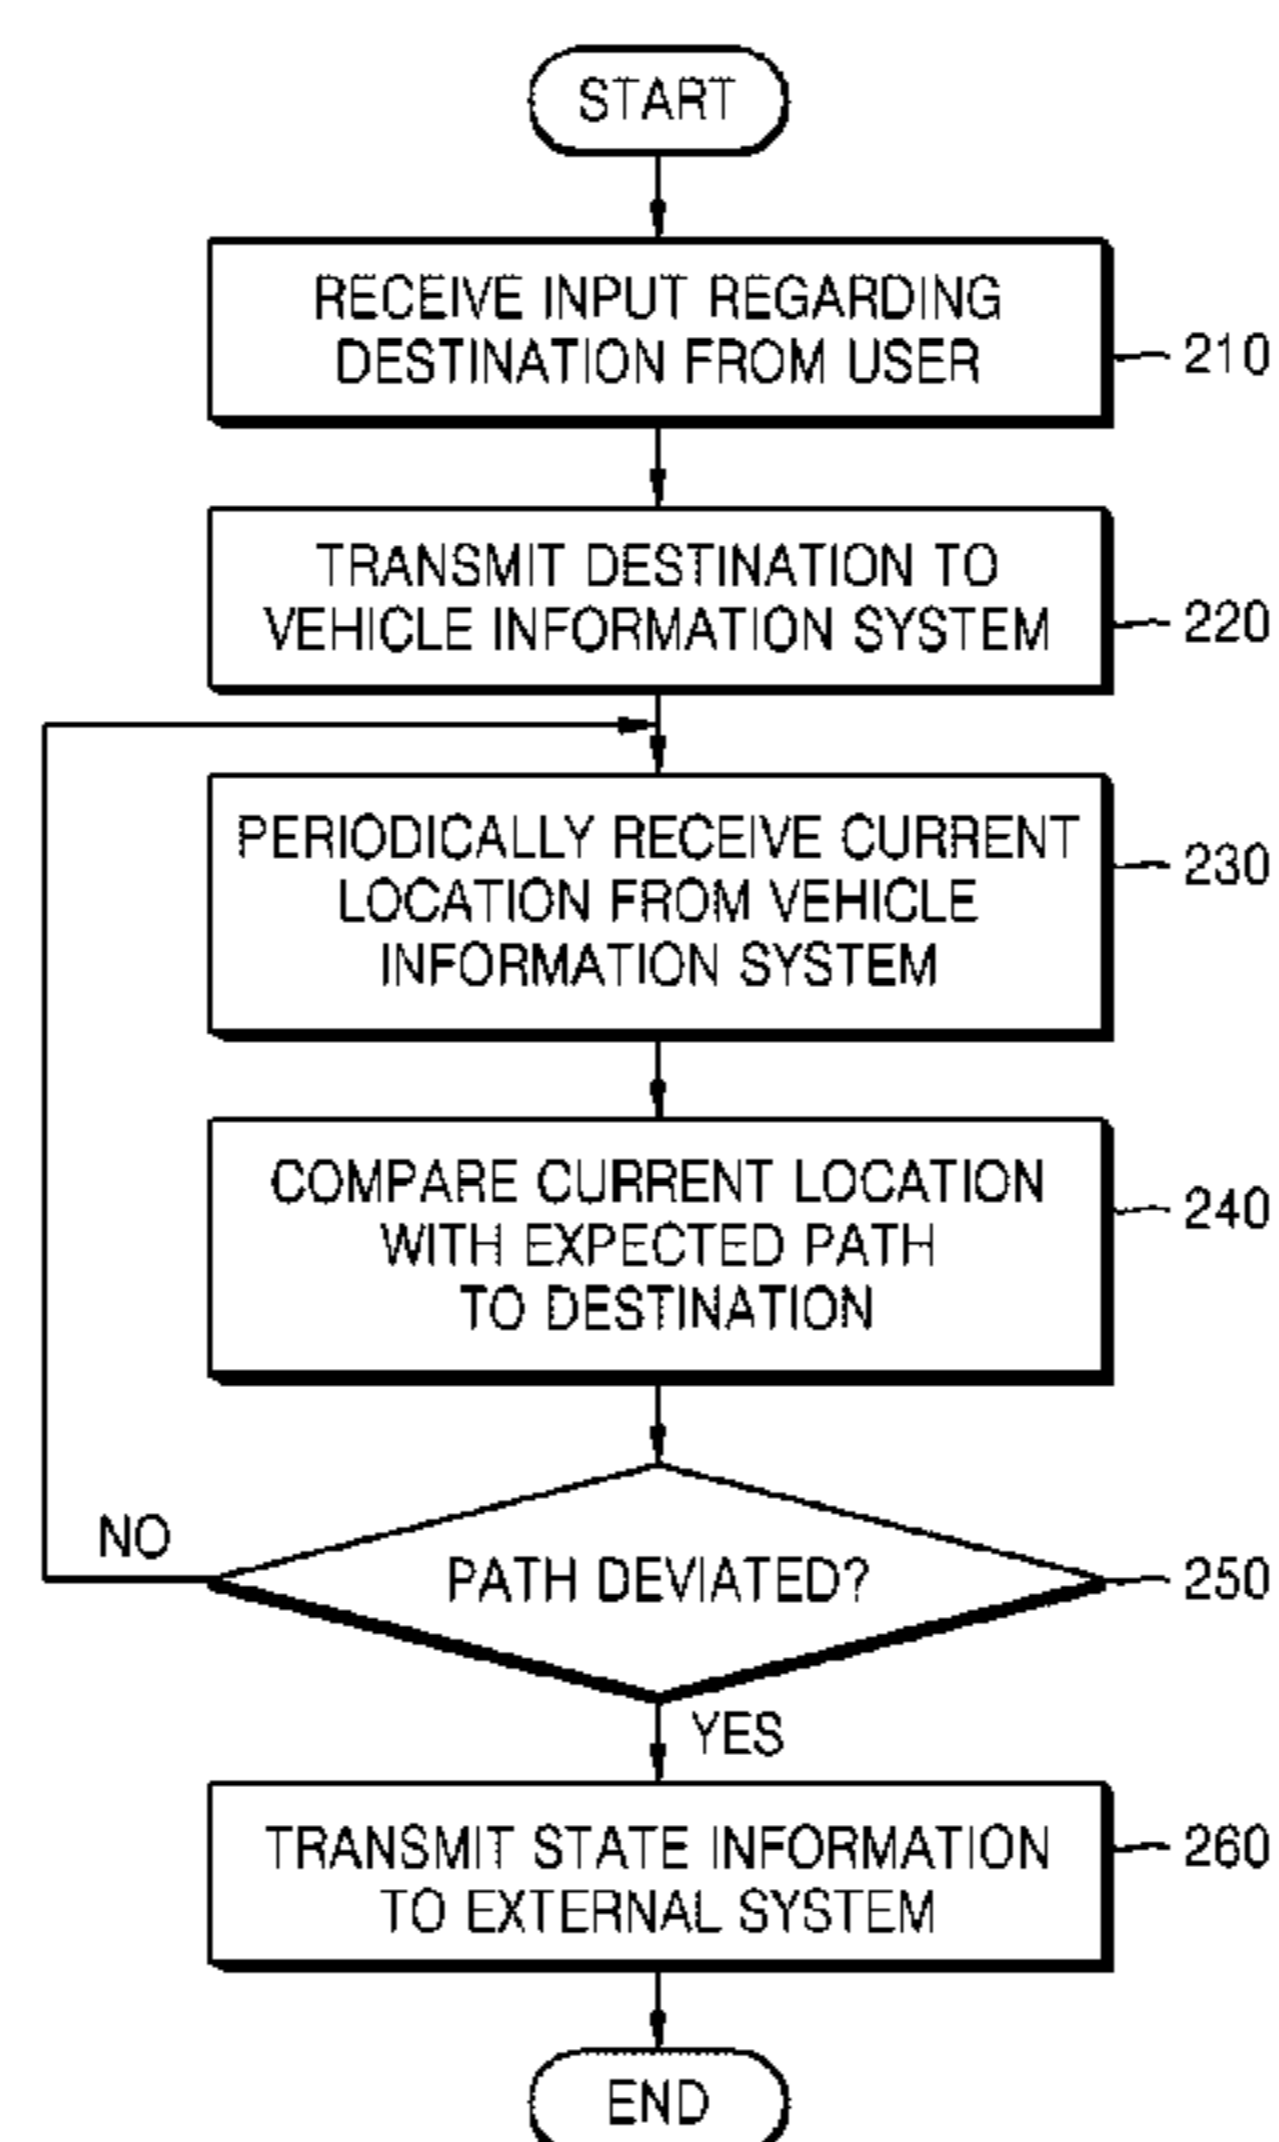 START
RECEIVE INPUT REGARDING
DESTINATION FROM USER
210
TRANSMIT DESTINATION TO
VEHICLE INFORMATION SYSTEM
220
PERIODICALLY RECEIVE CURRENT
LOCATION FROM VEHICLE
INFORMATION SYSTEM
230
COMPARE CURRENT LOCATION
WITH EXPECTED PATH
TO DESTINATION
240
NO
PATH DEVIATED?
250
YES
TRANSMIT STATE INFORMATION
TO EXTERNAL SYSTEM
260
END